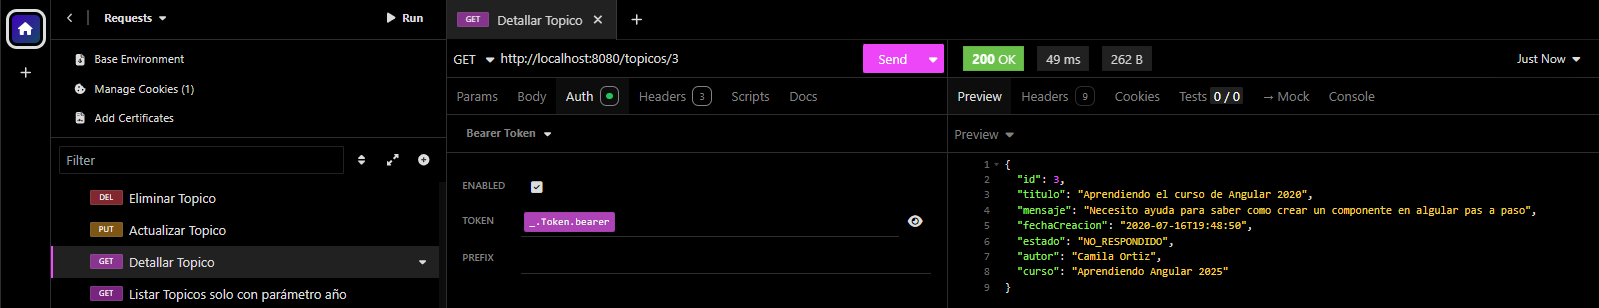 Requests
Run
Base Environment
Manage Cookies (1)
Add Certificates
Filter
DEL Eliminar Topico
PUT Actualizar Topico
GET Detallar Topico
GET Listar Topicos solo con parámetro año
GET Detallar Topico
GET http://localhost:8080/topicos/3
Send
Params Body Auth Headers 3 Scripts Docs
Bearer Token
ENABLED
TOKEN _.Token.bearer
PREFIX
200 OK 49 ms 262 B Just Now
Preview Headers 9 Cookies Tests 0 / 0 → Mock Console
Preview
1 {
2 "id": 3,
3 "titulo": "Aprendiendo el curso de Angular 2020",
4 "mensaje": "Necesito ayuda para saber como crear un componente en algular pas a paso",
5 "fechaCreacion": "2020-07-16T19:48:50",
6 "estado": "NO_RESPONDIDO",
7 "autor": "Camila Ortiz",
8 "curso": "Aprendiendo Angular 2025"
9 }